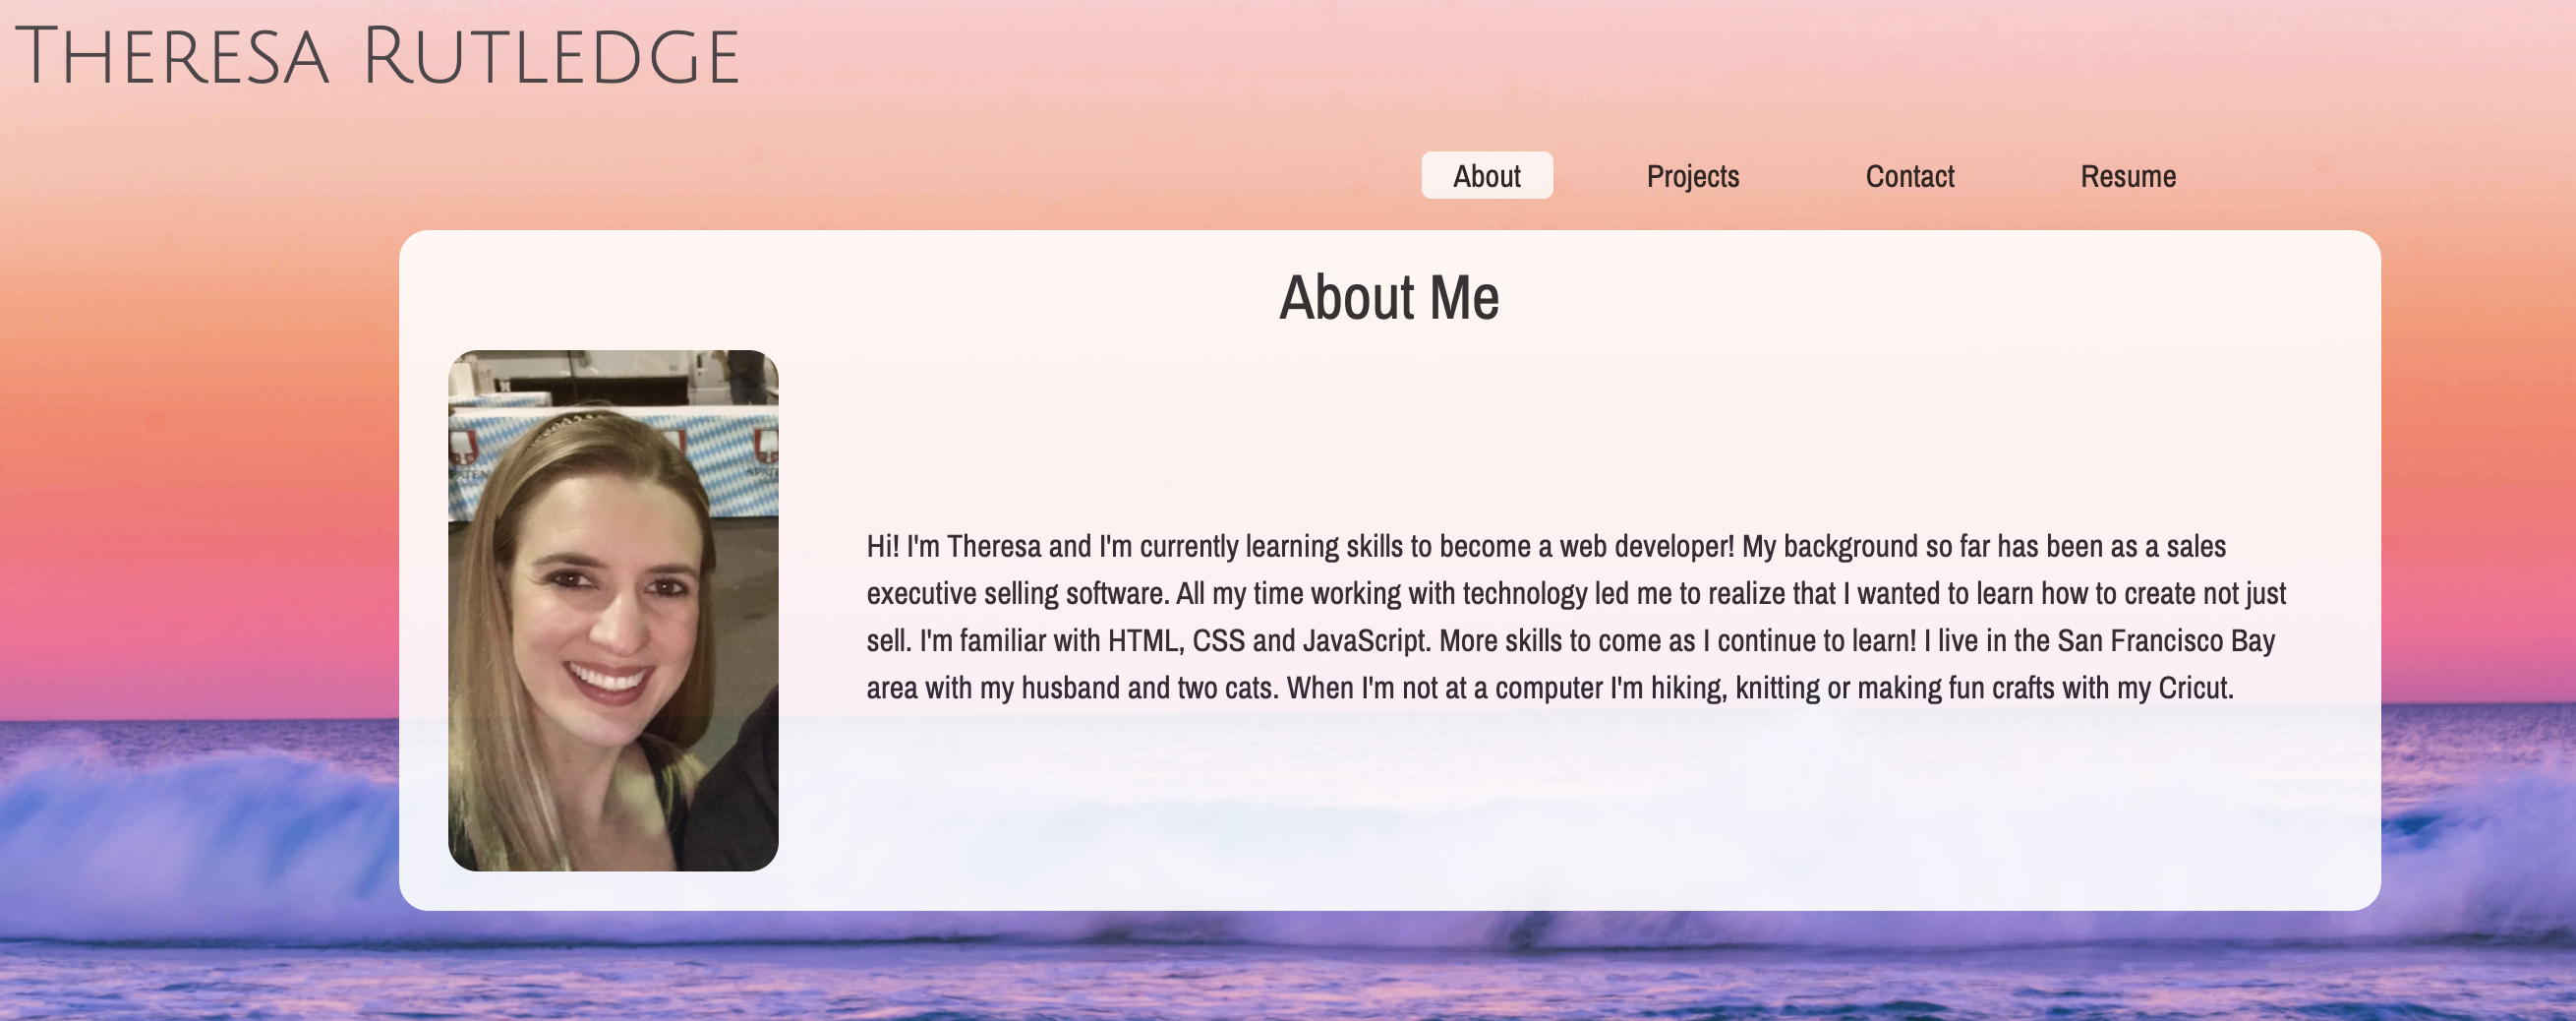 THERESA RUTLEDGE
About
Projects
Contact
Resume
About Me
Hi! I'm Theresa and I'm currently learning skills to become a web developer! My background so far has been as a sales
executive selling software. All my time working with technology led me to realize that I wanted to learn how to create not just
sell. I'm familiar with HTML, CSS and JavaScript. More skills to come as I continue to learn! I live in the San Francisco Bay
area with my husband and two cats. When I'm not at a computer I'm hiking, knitting or making fun crafts with my Cricut.